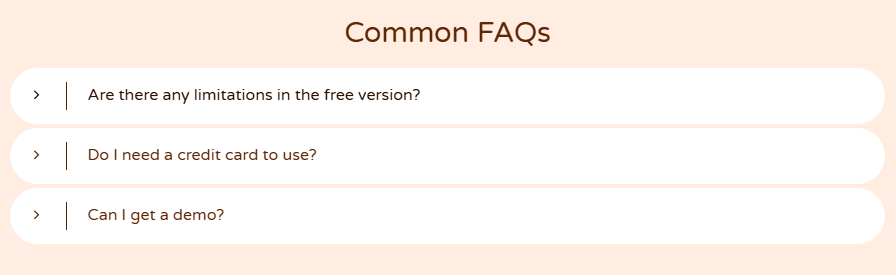 Common FAQs
Are there any limitations in the free version?
Do I need a credit card to use?
Can I get a demo?